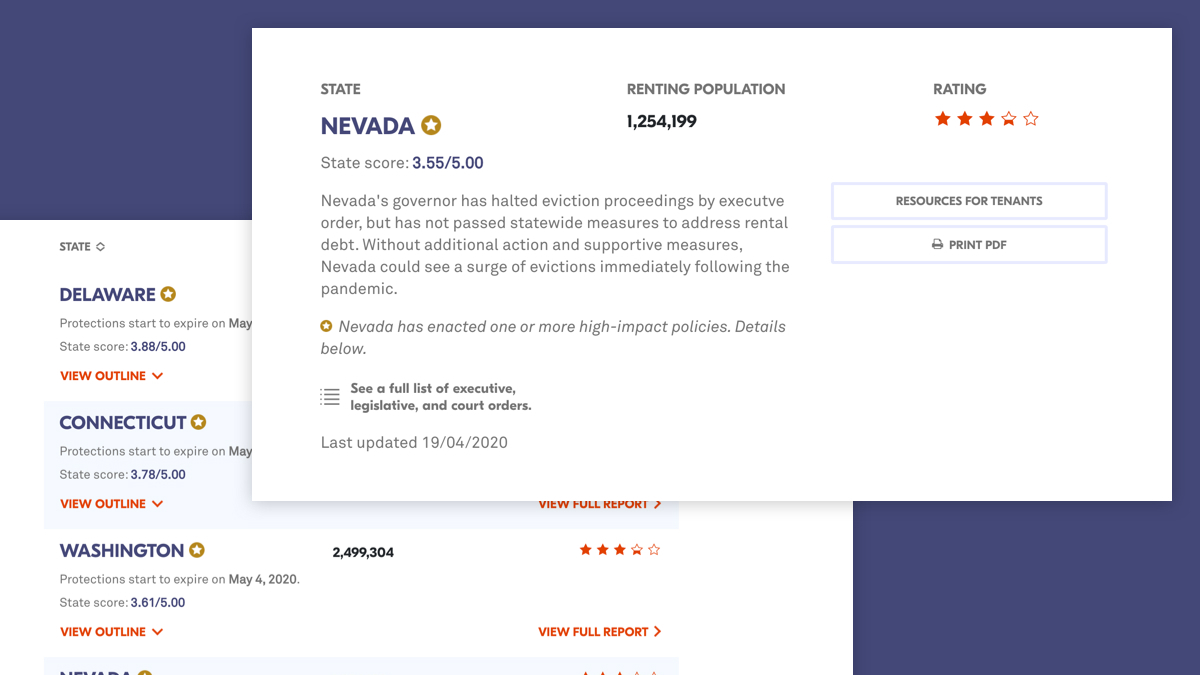 STATE
RENTING POPULATION
RATING
NEVADA
1,254,199
State score: 3.55/5.00
Nevada's governor has halted eviction proceedings by executve
order, but has not passed statewide measures to address rental
debt. Without additional action and supportive measures,
Nevada could see a surge of evictions immediately following the
pandemic.
Nevada has enacted one or more high-impact policies. Details
below.
See a full list of executive,
legislative, and court orders.
Last updated 19/04/2020
RESOURCES FOR TENANTS
PRINT PDF
STATE
DELAWARE
Protections start to expire on May
State score: 3.88/5.00
VIEW OUTLINE
CONNECTICUT
Protections start to expire on May
State score: 3.78/5.00
VIEW OUTLINE
VIEW FULL REPORT
WASHINGTON
2,499,304
Protections start to expire on May 4, 2020.
State score: 3.61/5.00
VIEW OUTLINE
VIEW FULL REPORT
NEVADA